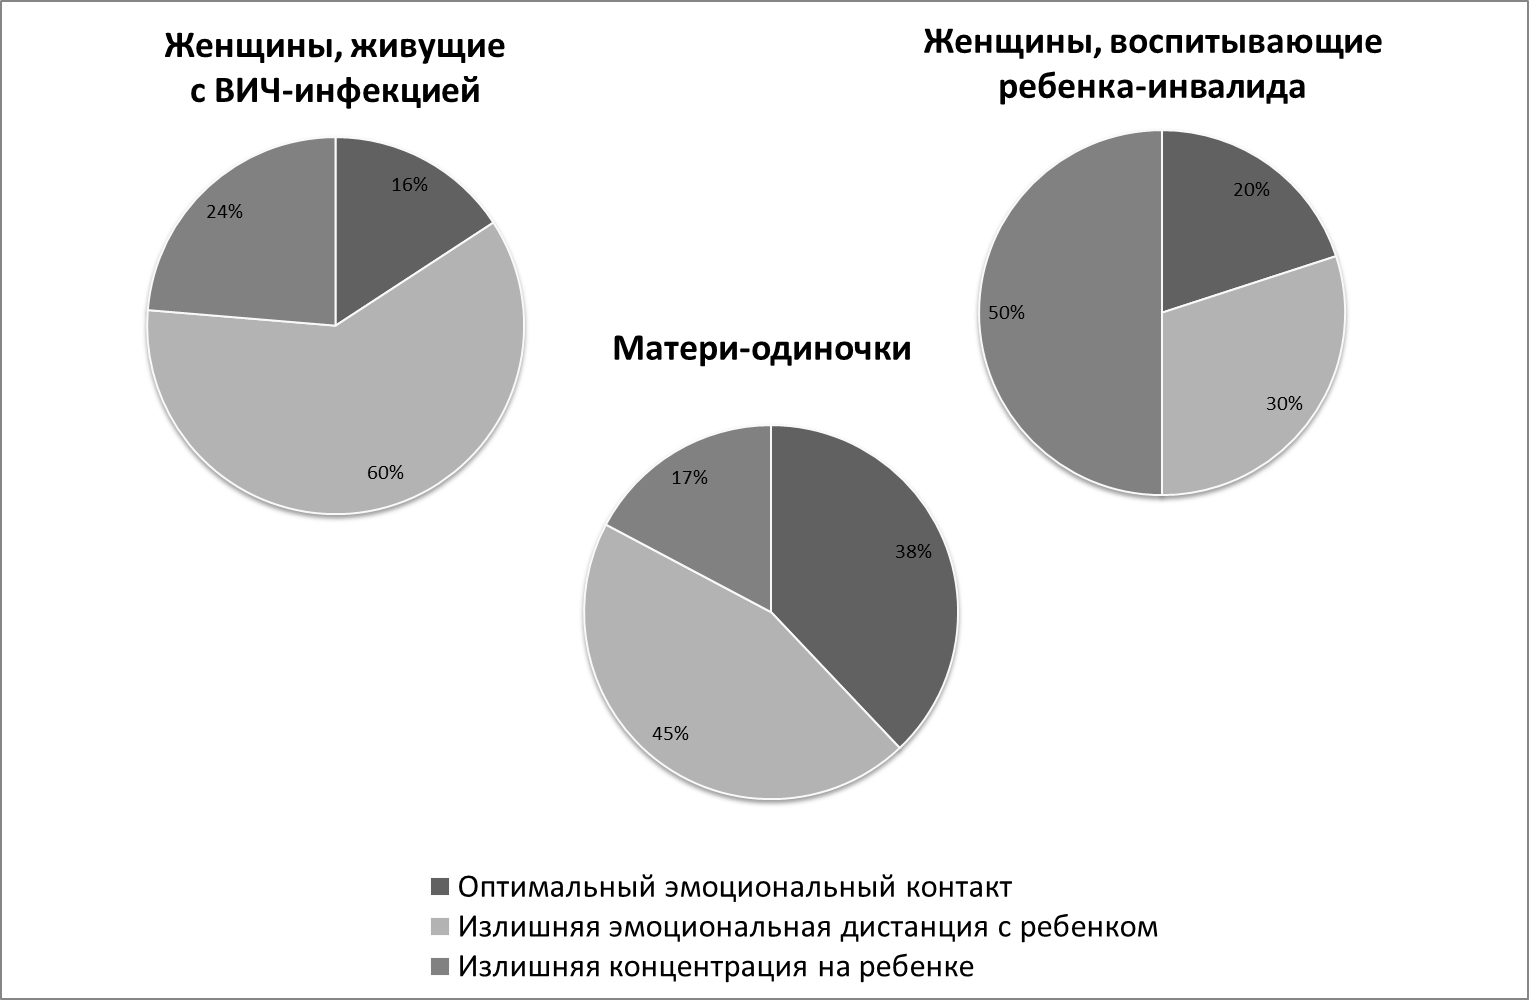 Женщины, живущие
с ВИЧ-инфекцией
16%
24%
60%
Женщины, воспитывающие
ребенка-инвалида
20%
50%
30%
Матери-одиночки
17%
38%
45%
Оптимальный эмоциональный контакт
Излишняя эмоциональная дистанция с ребенком
Излишняя концентрация на ребенке